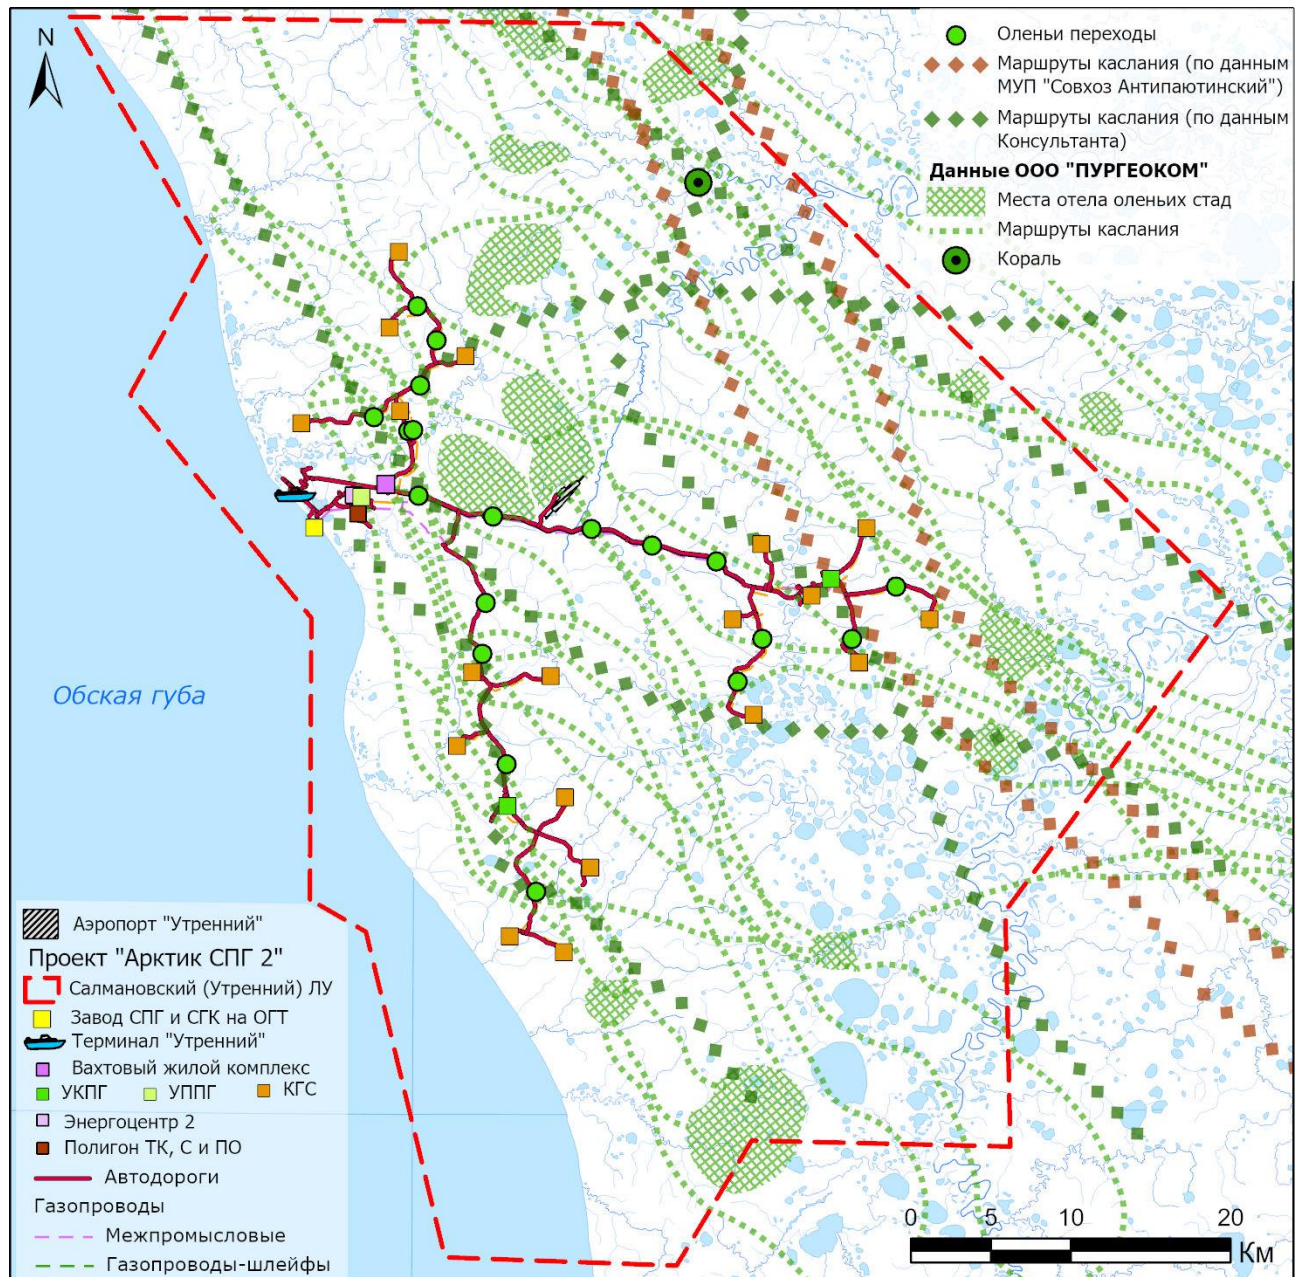 N
Оленьи переходы
Маршруты каслания (по данным
МУП "Совхоз Антипаютинский")
Маршруты каслания (по данным
Консультанта)
Данные ООО "ПУРГЕОКОМ"
Места отела оленьих стад
Маршруты каслания
Кораль
Обская губа
Аэропорт "Утренний"
Проект "Арктик СПГ 2"
Салмановский (Утренний) ЛУ
Завод СПГ и СГК на ОГТ
Терминал "Утренний"
Вахтовый жилой комплекс
УКПГ УППГ КГС
Энергоцентр 2
Полигон ТК, С и ПО
Автодороги
Газопроводы
Межпромысловые
Газопроводы-шлейфы
0 5 10 20
Км